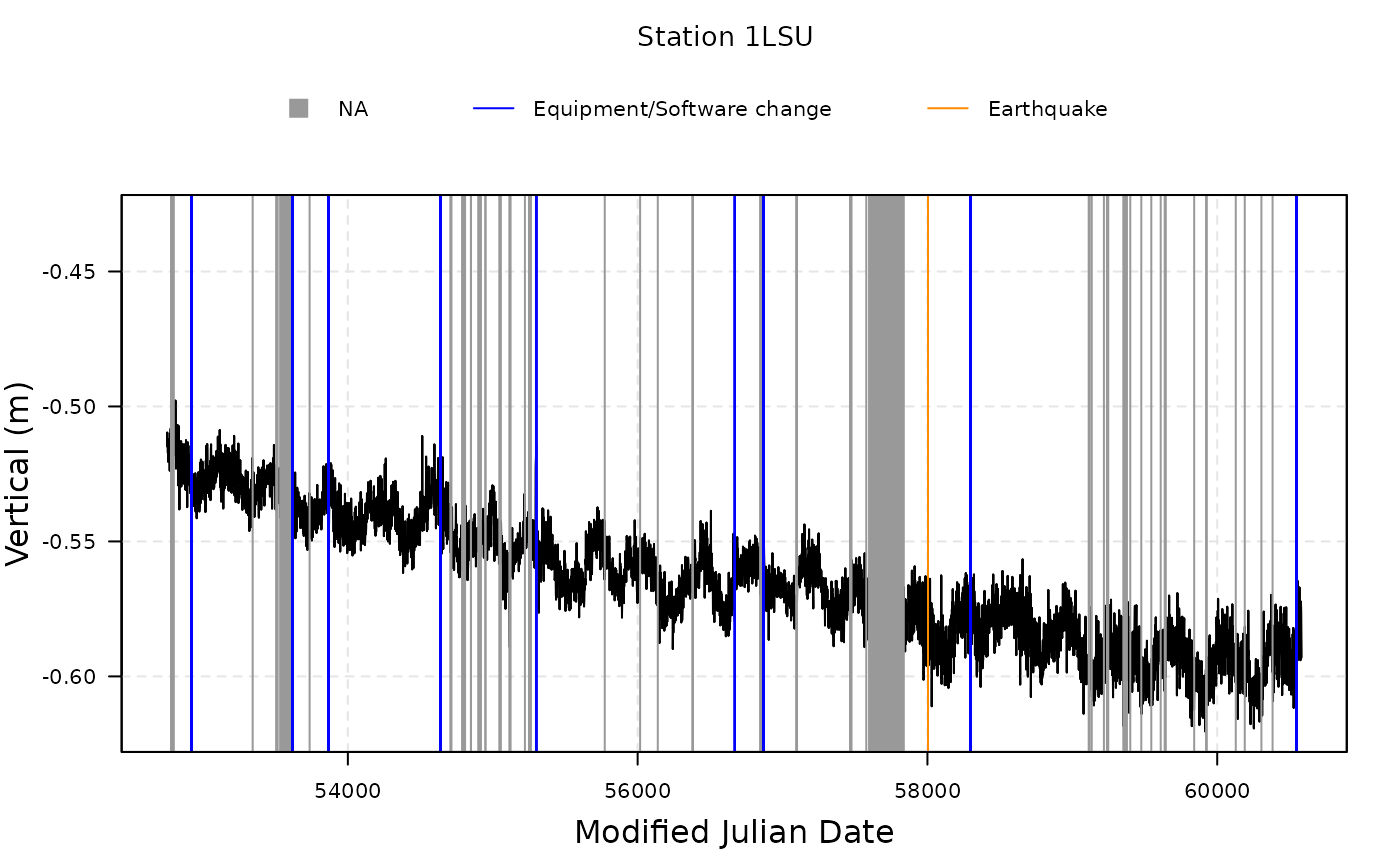 Station 1LSU
NA
Equipment/Software change
Earthquake
Vertical (m)
-0.45
-0.50
-0.55
-0.60
54000
56000
58000
60000
Modified Julian Date